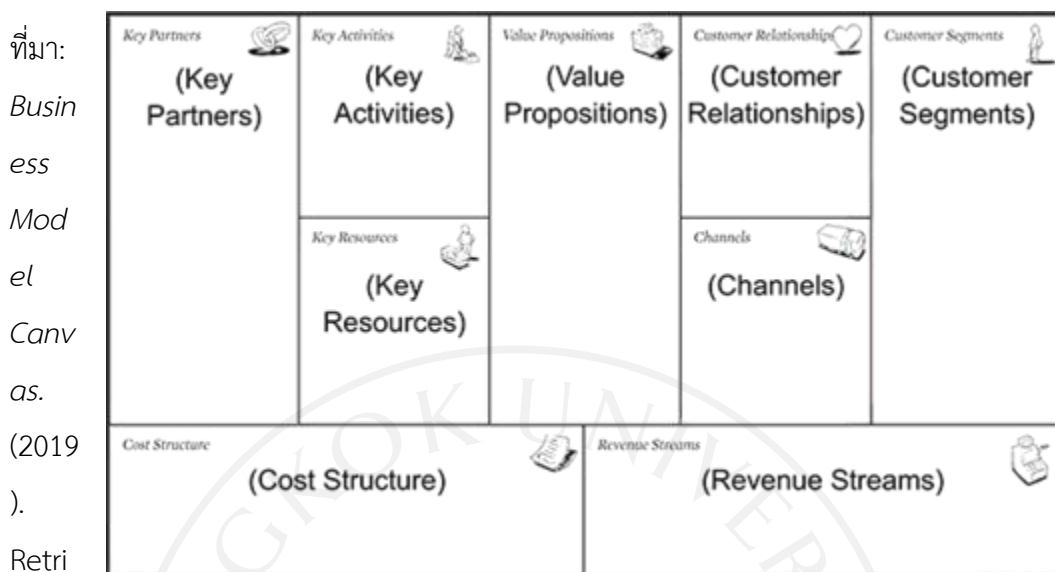 ที่มา:
Busin
ess
Mod
el
Canv
as.
(2019
).
Retri
Key Partners
(Key
Partners)
Key Activities
(Key
Activities)
Key Resources
(Key
Resources)
Value Propositions
(Value
Propositions)
Customer Relationships
(Customer
Relationships)
Channels
(Channels)
Customer Segments
(Customer
Segments)
Cost Structure
(Cost Structure)
Revenue Streams
(Revenue Streams)
GKOK UNIVER